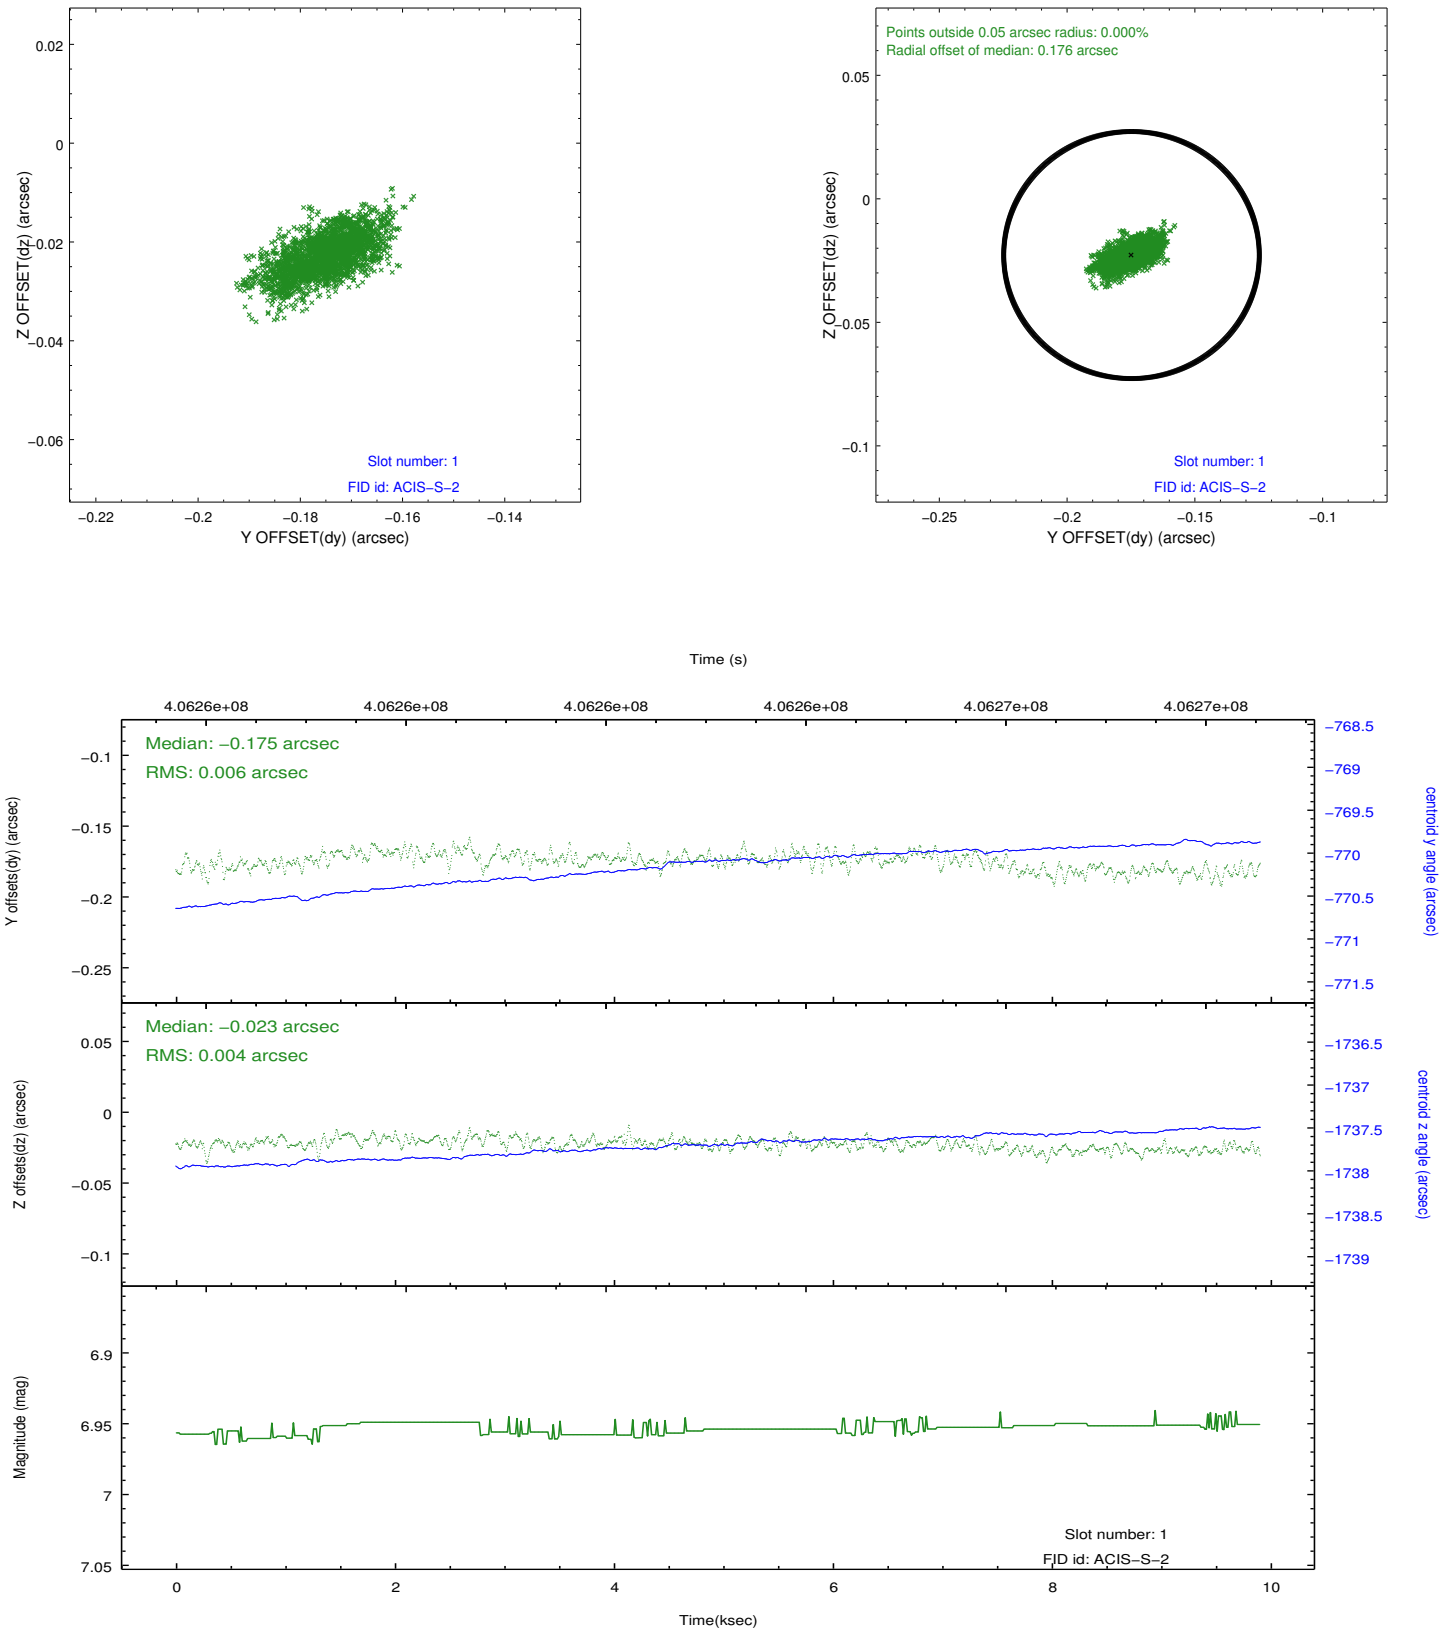 0.02
0
−0.02
−0.04
−0.06
Z OFFSET(dz) (arcsec)
Slot number: 1
FID id: ACIS−S−2
−0.22
−0.2
−0.18
−0.16
−0.14
Y OFFSET(dy) (arcsec)
Points outside 0.05 arcsec radius: 0.000%
Radial offset of median: 0.176 arcsec
0.05
0
−0.05
−0.1
Z OFFSET(dz) (arcsec)
Slot number: 1
FID id: ACIS−S−2
−0.25
−0.2
−0.15
−0.1
Y OFFSET(dy) (arcsec)
Time (s)
4.0626e+08
4.0626e+08
4.0626e+08
4.0626e+08
4.0627e+08
4.0627e+08
Median: −0.175 arcsec
RMS: 0.006 arcsec
−0.1
−0.15
−0.2
−0.25
Y offsets(dy) (arcsec)
−768.5
−769
−769.5
−770
−770.5
−771
−771.5
centroid y angle (arcsec)
Median: −0.023 arcsec
RMS: 0.004 arcsec
0.05
0
−0.05
−0.1
Z offsets(dz) (arcsec)
−1736.5
−1737
−1737.5
−1738
−1738.5
−1739
centroid z angle (arcsec)
6.9
6.95
7
7.05
Magnitude (mag)
Slot number: 1
FID id: ACIS−S−2
0
2
4
6
8
10
Time(ksec)